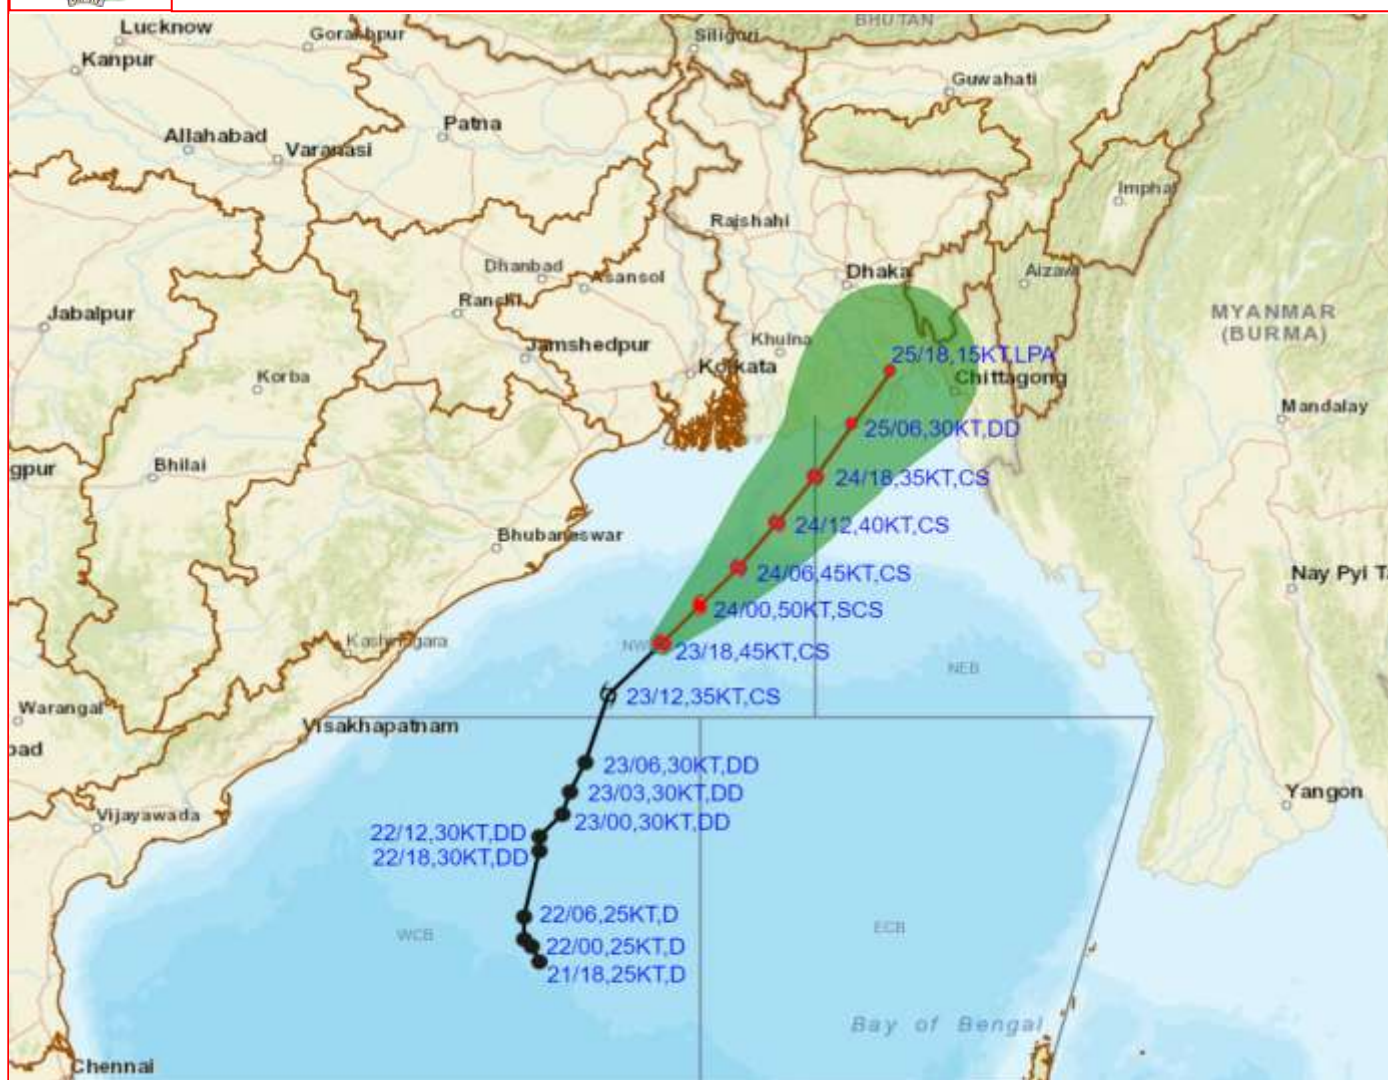 BHUTAN
Lucknow
Gorakhpur
Siliguri
Kanpur
Guwahati
Patna
Allahabad
Varanasi
Imphal
Rajshahi
Dhanbad
Asansol
Dhaka
Aizawl
Ranchi
Jabalpur
MYANMAR
(BURMA)
Khulna
Jamshedpur
25/18,15KT,LPA
Kolkata
Korba
Chittagong
Mandalay
25/06,30KT,DD
gpur
Bhilai
24/18,35KT,CS
24/12,40KT,CS
Bhubaneswar
24/06,45KT,CS
Nay Pyi T
24/00,50KT,SCS
23/18,45KT,CS
NEB
23/12,35KT,CS
Warangal
Visakhapatnam
bad
23/06,30KT,DD
23/03,30KT,DD
Yangon
Vijayawada
23/00,30KT,DD
22/12,30KT,DD
22/18,30KT,DD
22/06,25KT,D
WCB
ECB
22/00,25KT,D
21/18,25KT,D
Bay of Bengal
Chennai